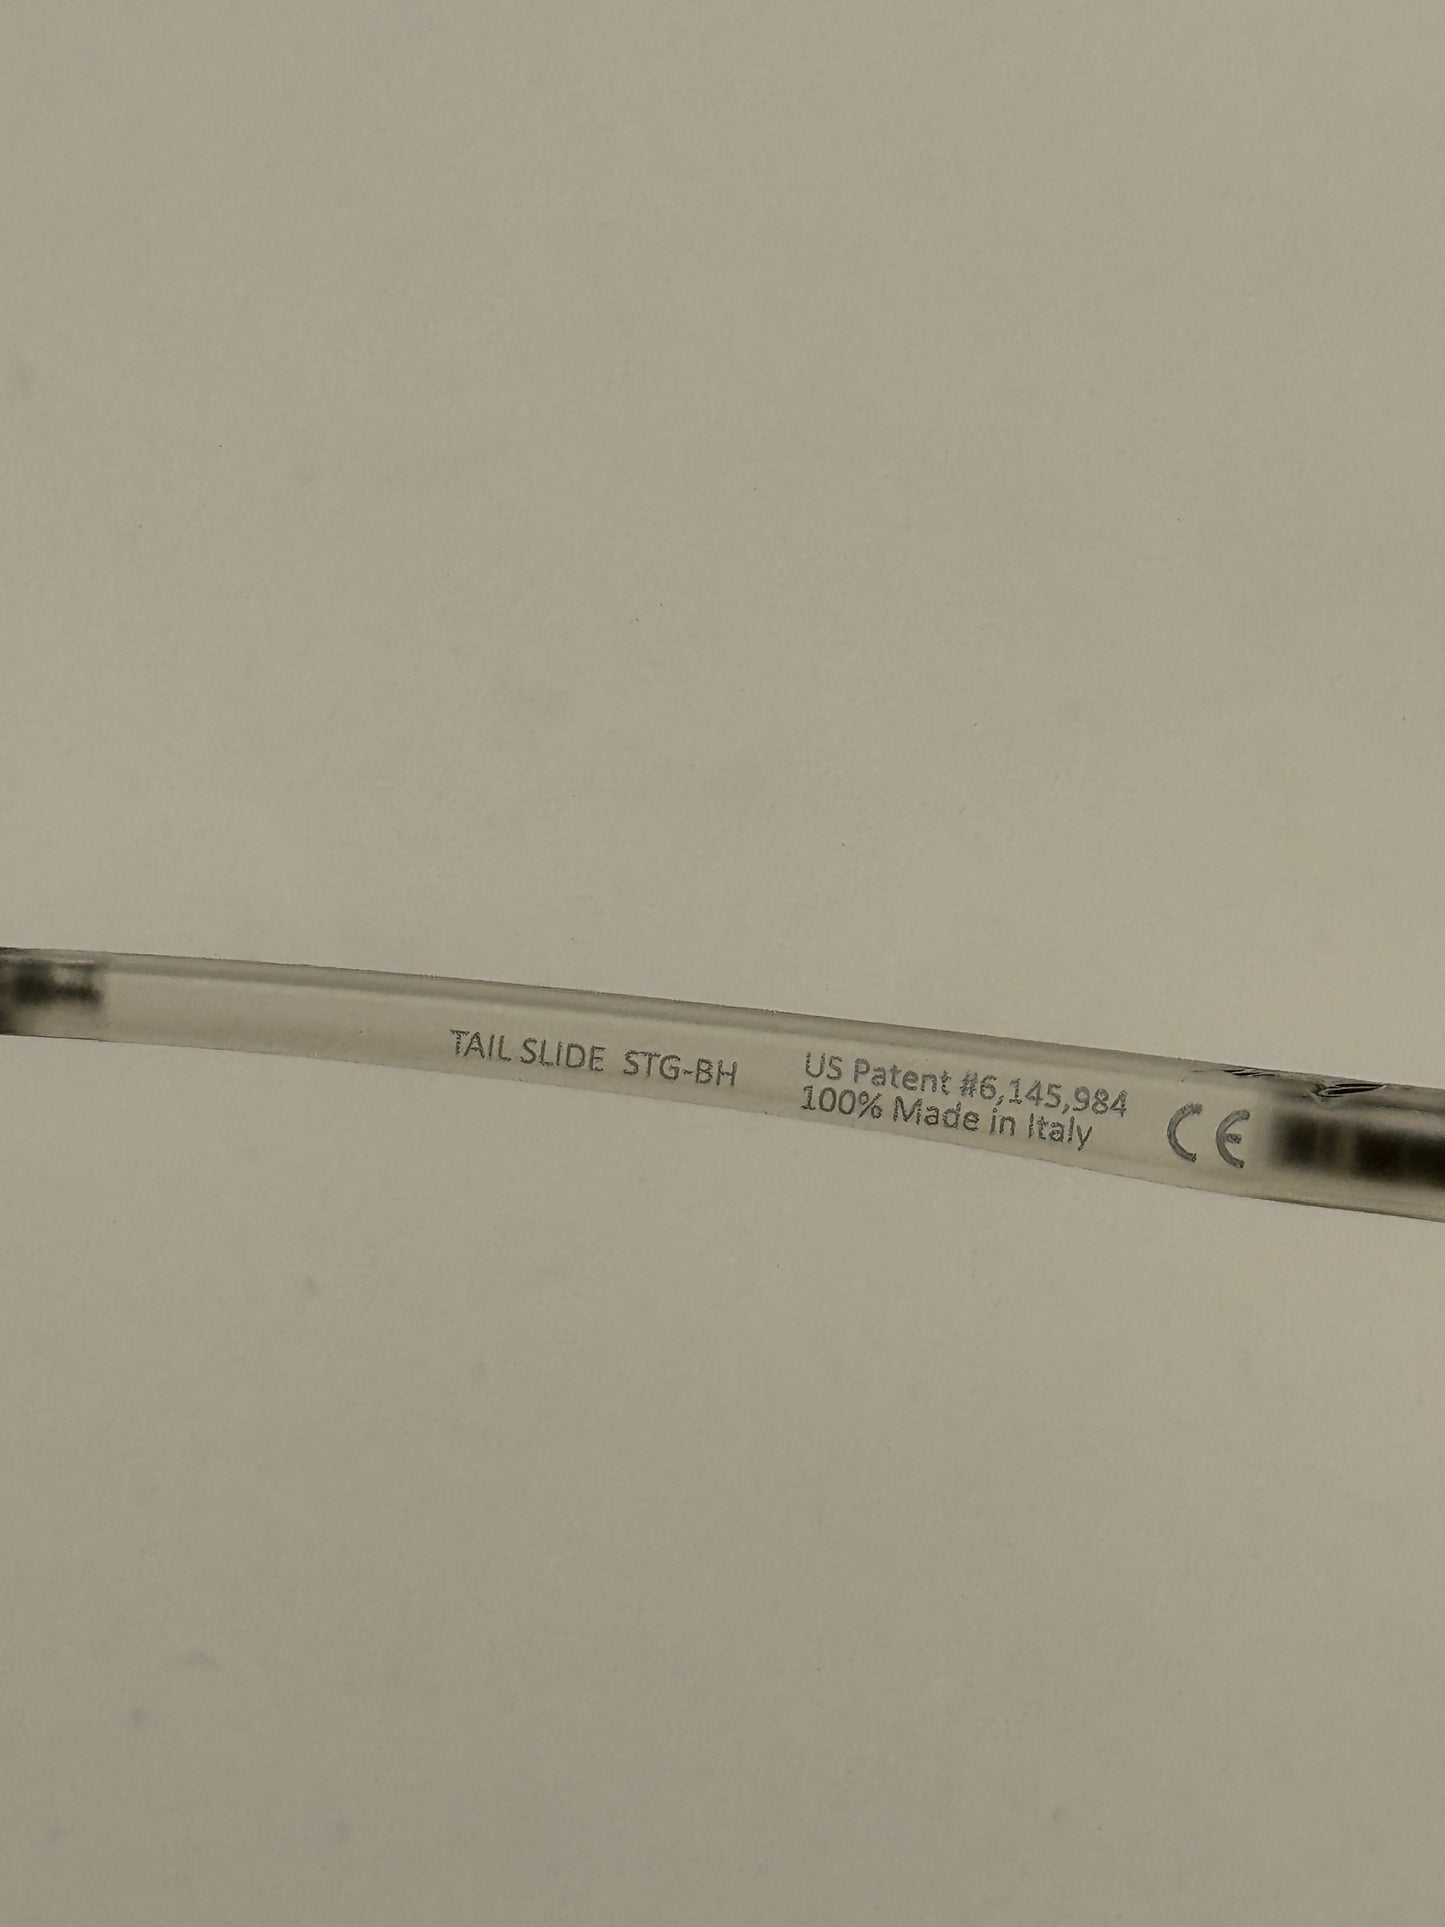 TAIL SLIDE STG-BH
US Patent #6,145,984
100% Made in Italy
CE